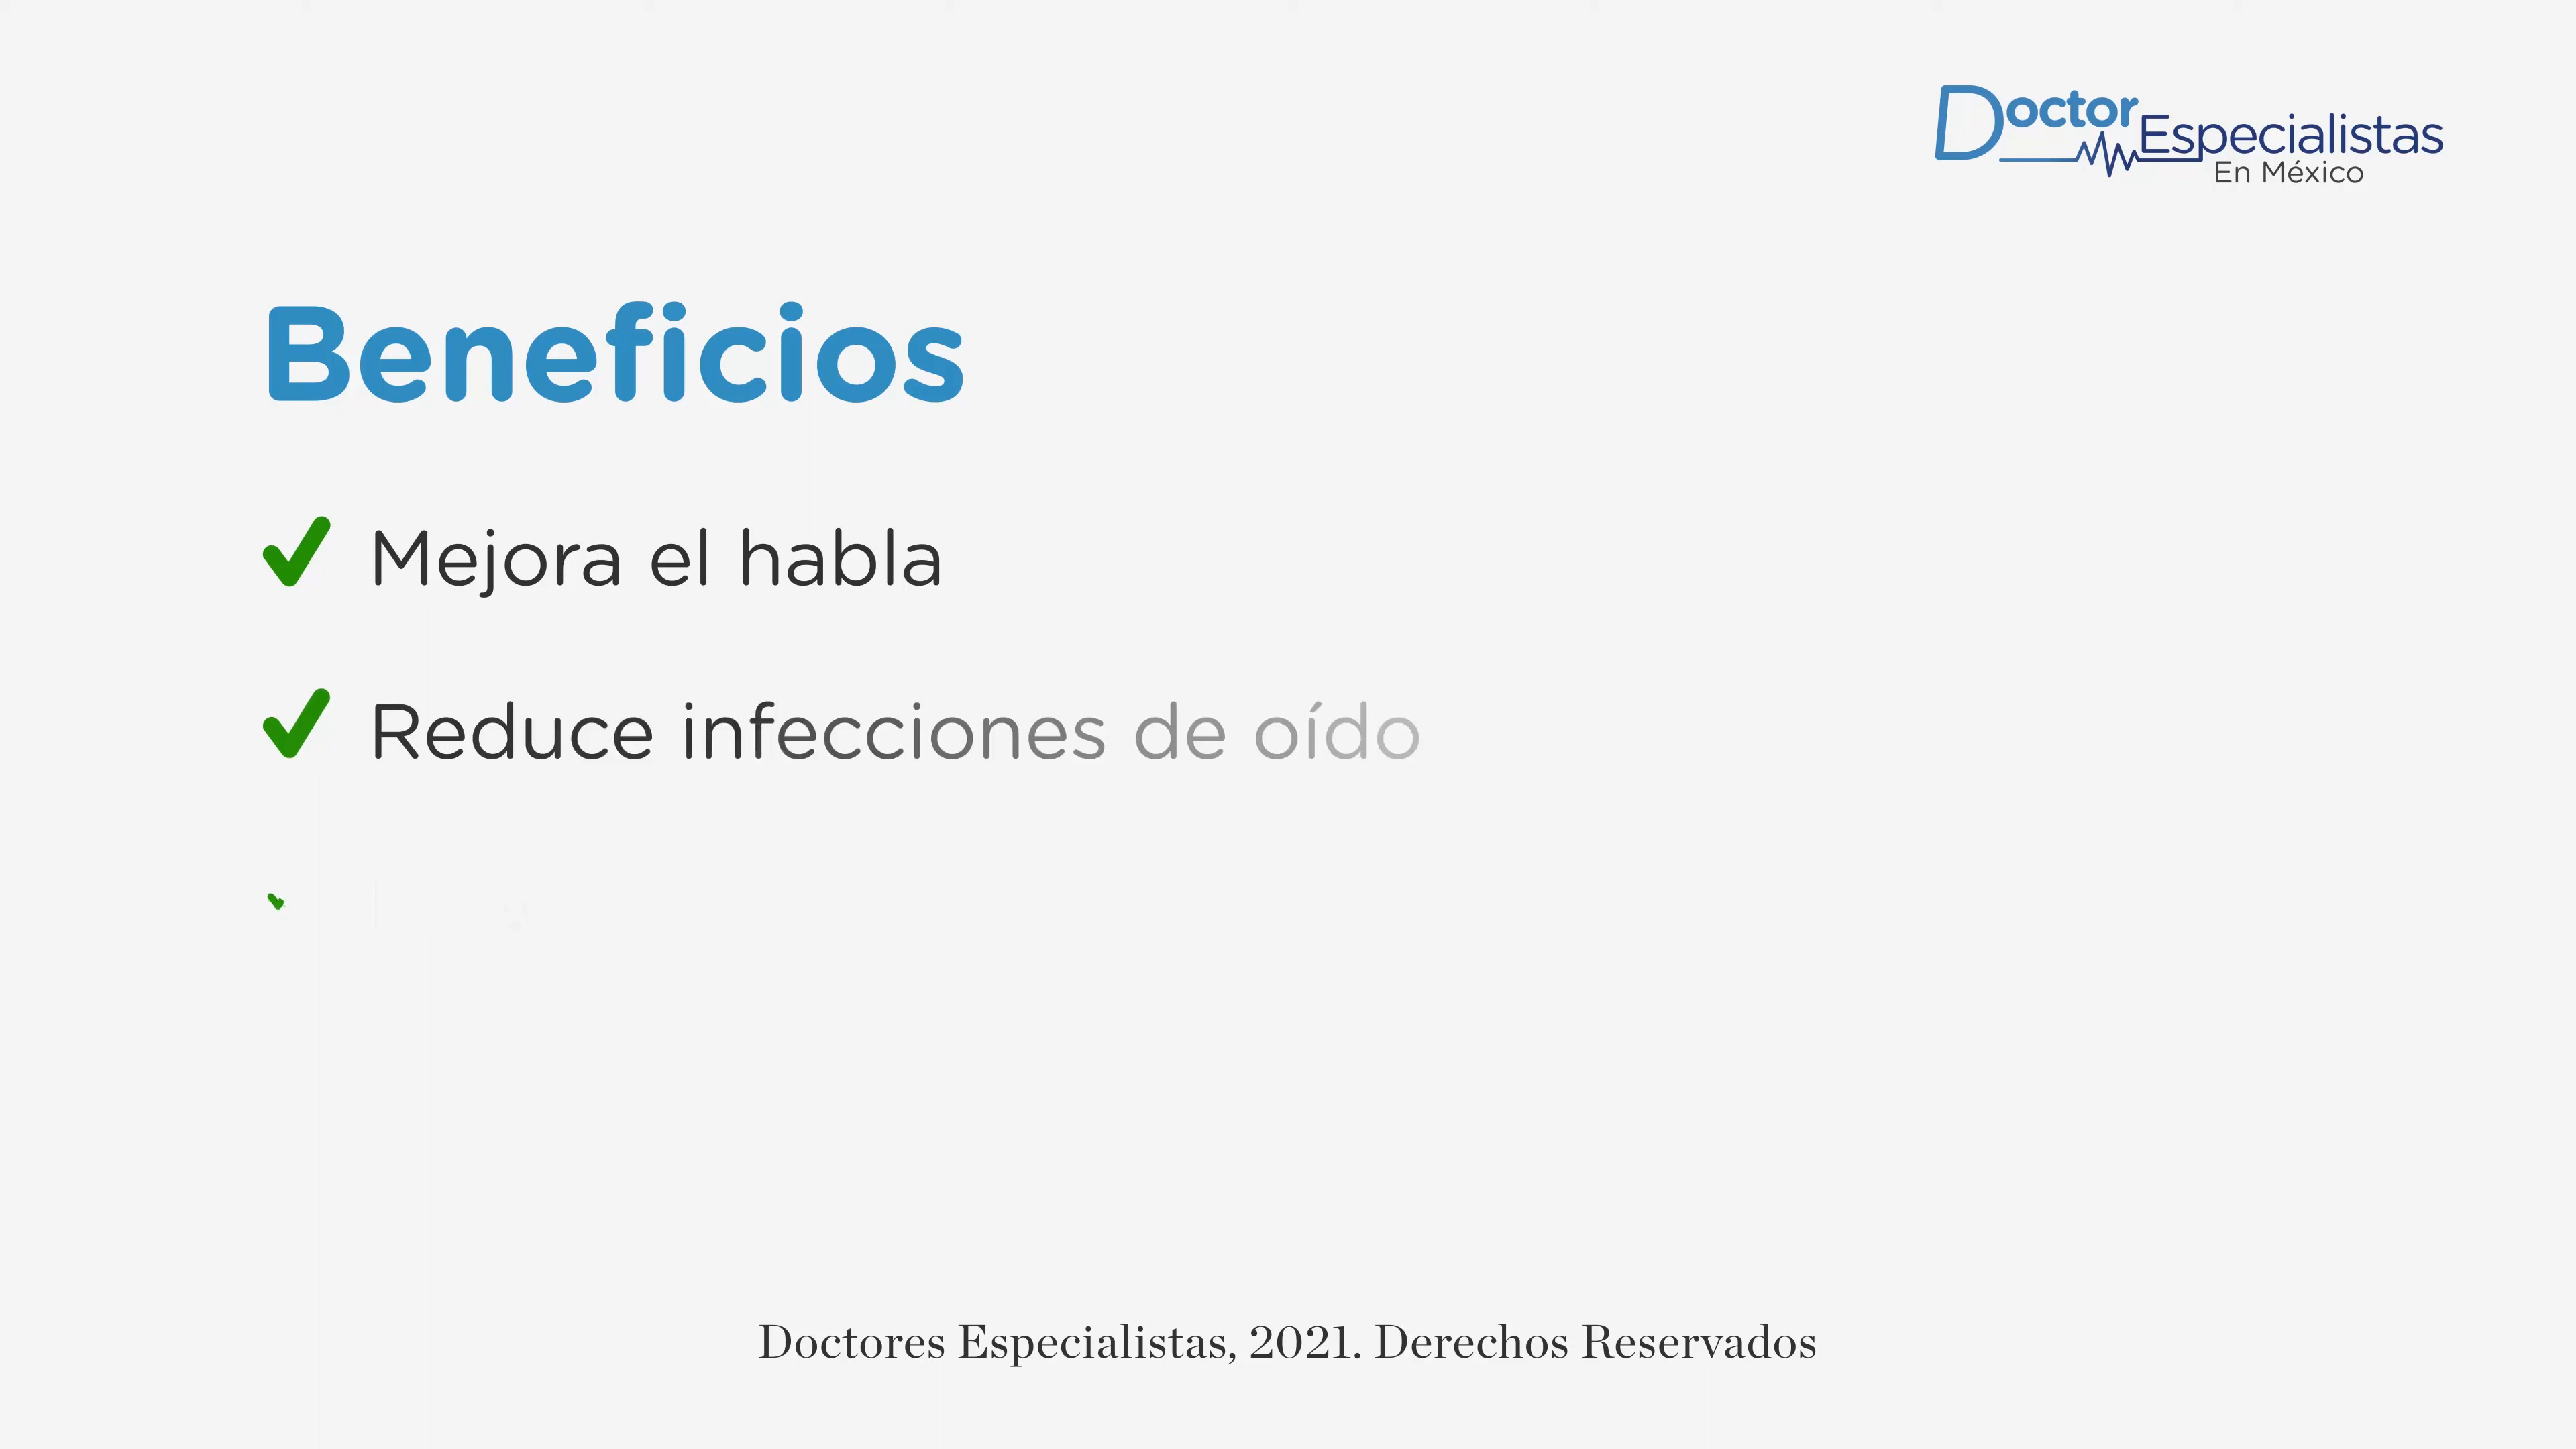 Doctor Especialistas
En México
Beneficios
Mejora el habla
Reduce infecciones de oído
Doctores Especialistas, 2021. Derechos Reservados